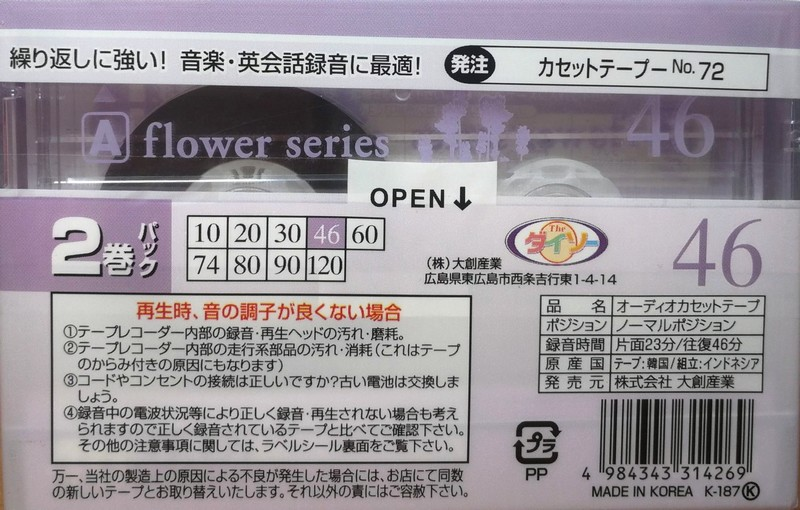 繰り返しに強い! 音楽・英会話録音に最適! 発注 カセットテープーNo.72
A flower series 46
OPEN↓
2巻パック
10 20 30 46 60
74 80 90 120
The ダイソー
(株)大創産業
広島県東広島市西条吉行東1-4-14
46
再生時、音の調子が良くない場合
①テープレコーダー内部の録音・再生ヘッドの汚れ・磨耗。
②テープレコーダー内部の走行系部品の汚れ・消耗(これはテープ
のからみ付きの原因にもなります)
③コードやコンセントの接続は正しいですか?古い電池は交換しま
しょう。
④録音中の電波状況等により正しく録音・再生されない場合も考え
られますので正しく録音されているテープと比べてご確認下さい。
その他の注意事項に関しては、ラベルシール裏面をご覧下さい。
万一、当社の製造上の原因による不良が発生した場合には、お店にて同数
の新しいテープとお取り替えいたします。それ以外の責にはご容赦下さい。
品名 オーディオカセットテープ
ポジション ノーマルポジション
録音時間 片面23分/往復46分
原産国 テープ:韓国/組立:インドネシア
発売元 株式会社 大創産業
プラ
PP
4 984343 314269
MADE IN KOREA K-187 Ⓚ